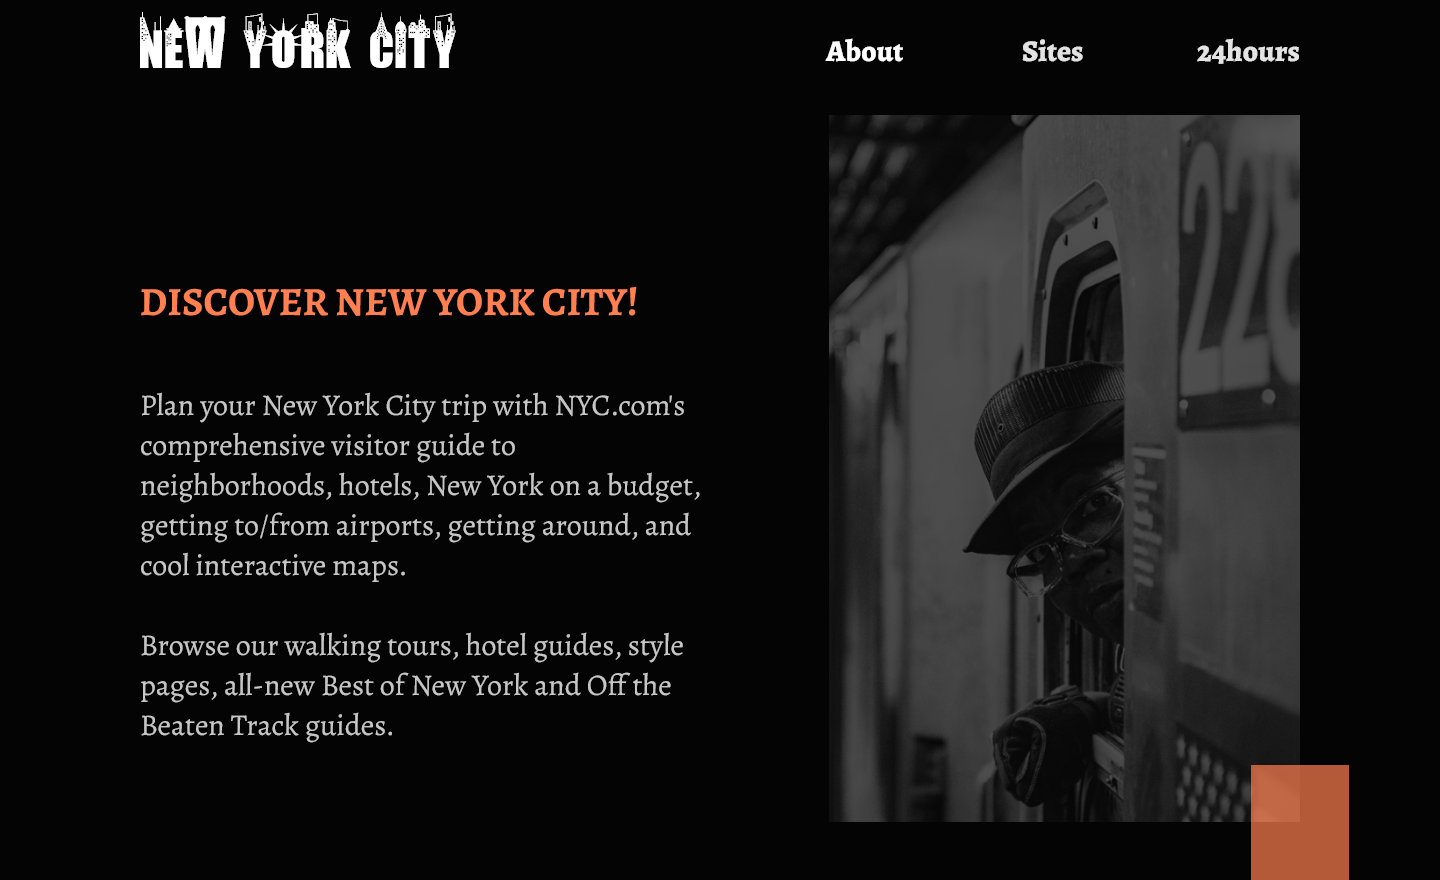 NEW YORK CITY
About Sites 24hours
DISCOVER NEW YORK CITY!
Plan your New York City trip with NYC.com's
comprehensive visitor guide to
neighborhoods, hotels, New York on a budget,
getting to/from airports, getting around, and
cool interactive maps.
Browse our walking tours, hotel guides, style
pages, all-new Best of New York and Off the
Beaten Track guides.